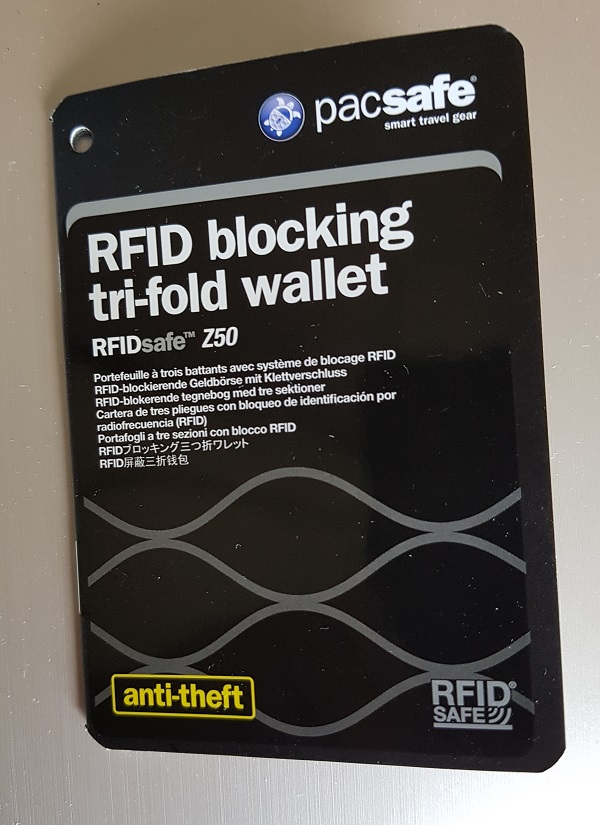 pacsafe®
smart travel gear
RFID blocking
tri-fold wallet
RFIDsafe™ Z50
Portefeuille à trois battants avec système de blocage RFID
RFID-blockierende Geldbörse mit Klettverschluss
RFID-blokerende tegnebog med tre sektioner
Cartera de tres pliegues con bloqueo de identificación por
radiofrecuencia (RFID)
Portafogli a tre sezioni con blocco RFID
RFIDブロッキング三つ折ワレット
RFID屏蔽三折钱包
anti-theft
RFID®
SAFE